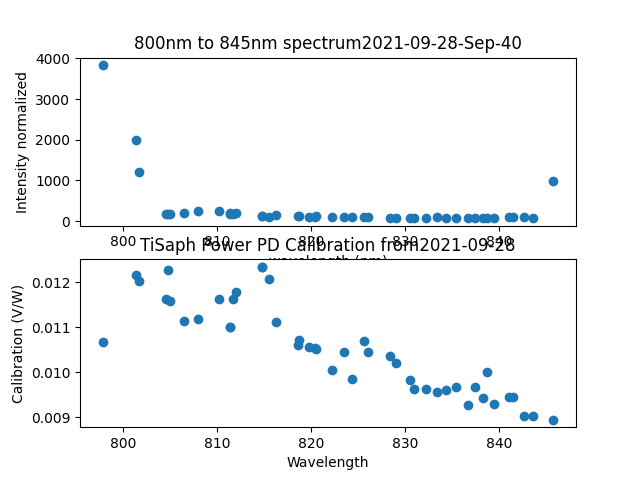 800nm to 845nm spectrum2021-09-28-Sep-40
4000
3000
2000
1000
0
Intensity normalized
800 810 820 830 840
wavelength (nm)
TiSaph Power PD Calibration from2021-09-28
0.012
0.011
0.010
0.009
Calibration (V/W)
800 810 820 830 840
Wavelength